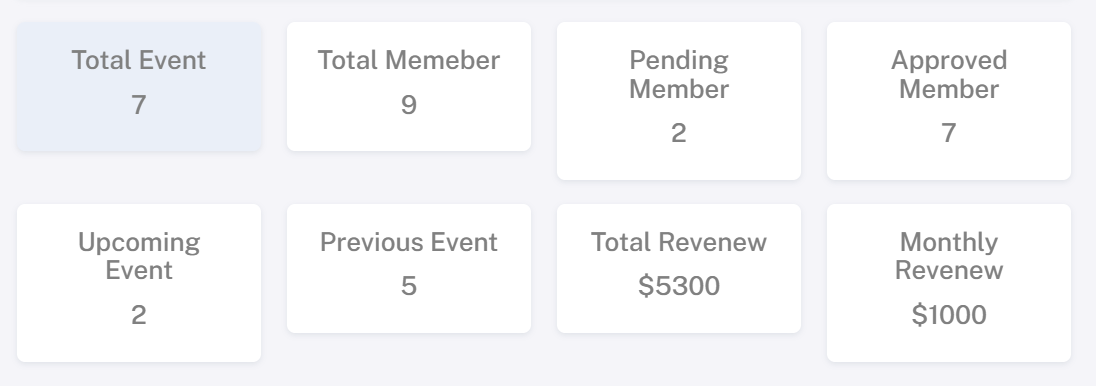 Total Event
7
Total Memeber
9
Pending
Member
2
Approved
Member
7
Upcoming
Event
2
Previous Event
5
Total Revenew
$5300
Monthly
Revenew
$1000